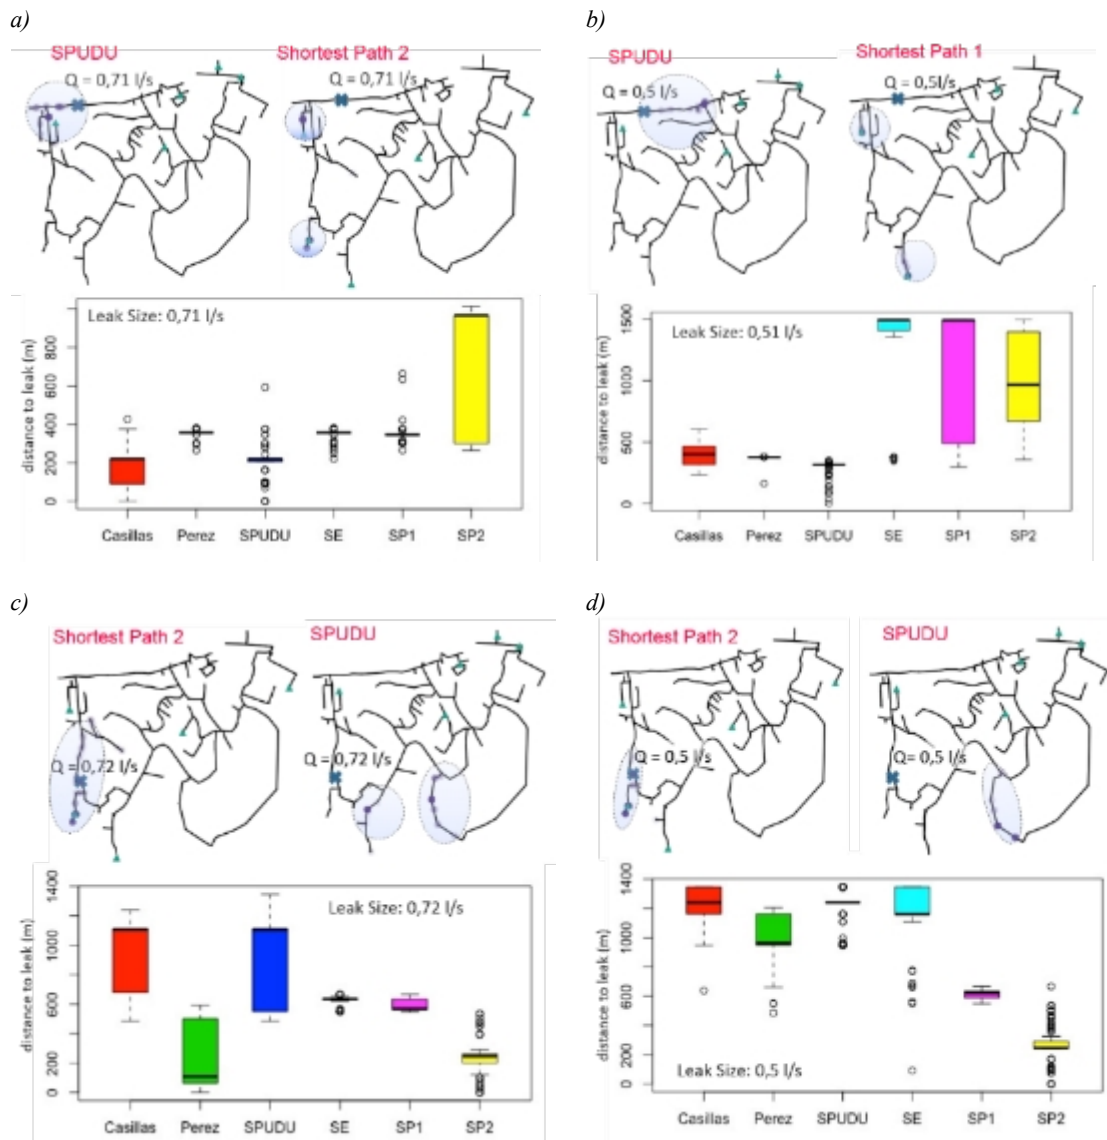 a)
SPUDU
Q = 0,71 l/s
Shortest Path 2
Q = 0,71 l/s
Leak Size: 0,71 l/s
distance to leak (m)
0 200 400 600 800
Casillas Perez SPUDU SE SP1 SP2
b)
SPUDU
Q = 0,5 l/s
Shortest Path 1
Q = 0,5l/s
Leak Size: 0,51 l/s
distance to leak (m)
0 500 1000 1500
Casillas Perez SPUDU SE SP1 SP2
c)
Shortest Path 2
Q = 0,72 l/s
SPUDU
Q = 0,72 l/s
Leak Size: 0,72 l/s
distance to leak (m)
0 200 600 1000 1400
Casillas Perez SPUDU SE SP1 SP2
d)
Shortest Path 2
Q = 0,5 l/s
SPUDU
Q= 0,5 l/s
Leak Size: 0,5 l/s
distance to leak (m)
0 200 600 1000 1400
Casillas Perez SPUDU SE SP1 SP2